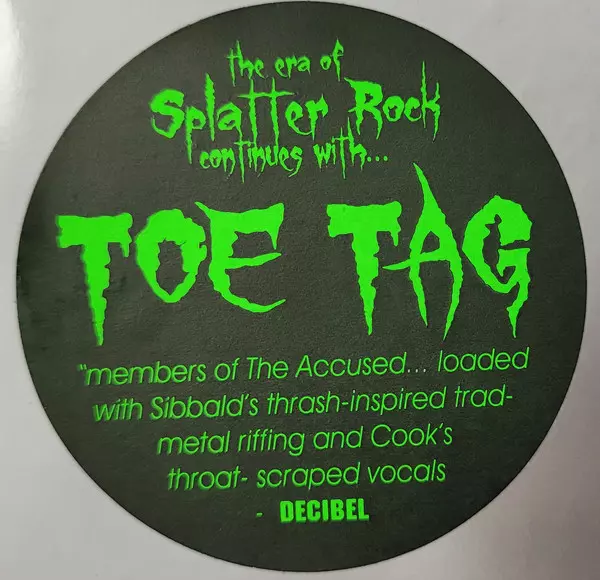 the era of
Splatter Rock
continues with...
TOE TAG
"members of The Accused... loaded
with Sibbald's thrash-inspired trad-
metal riffing and Cook's
throat- scraped vocals
- DECIBEL